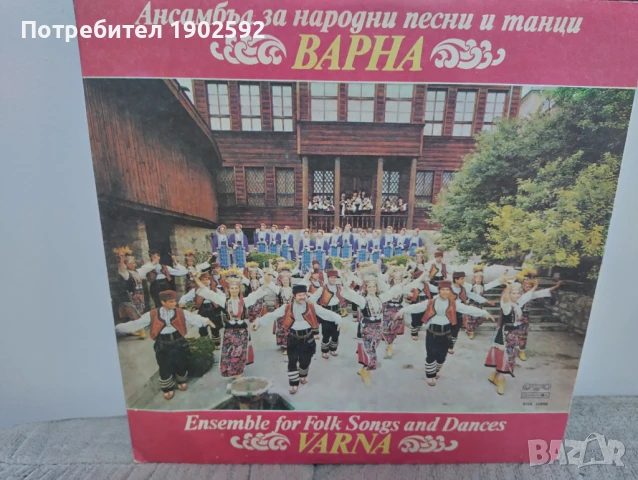 Потребител 1902592
Ансамбъл за народни песни и танци
ВАРНА
Ensemble for Folk Songs and Dances
VARNA
BAZAR